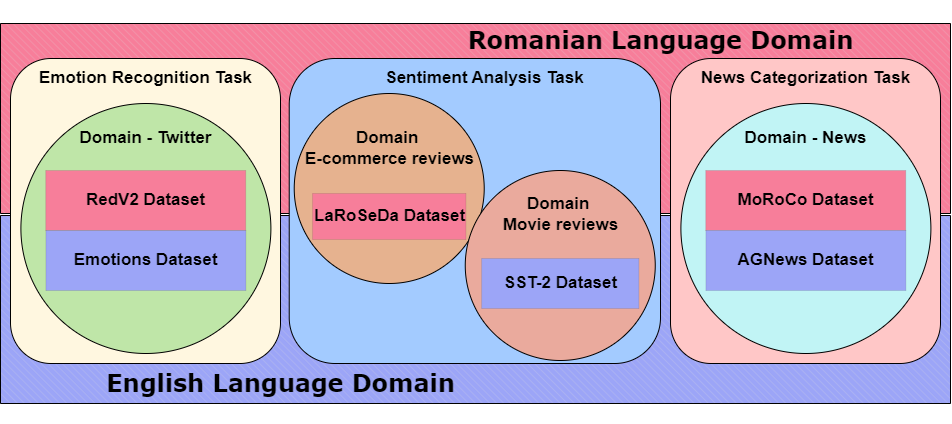 Romanian Language Domain
Emotion Recognition Task
Domain - Twitter
RedV2 Dataset
Emotions Dataset
Sentiment Analysis Task
Domain
E-commerce reviews
LaRoSeDa Dataset
Domain
Movie reviews
SST-2 Dataset
News Categorization Task
Domain - News
MoRoCo Dataset
AGNews Dataset
English Language Domain